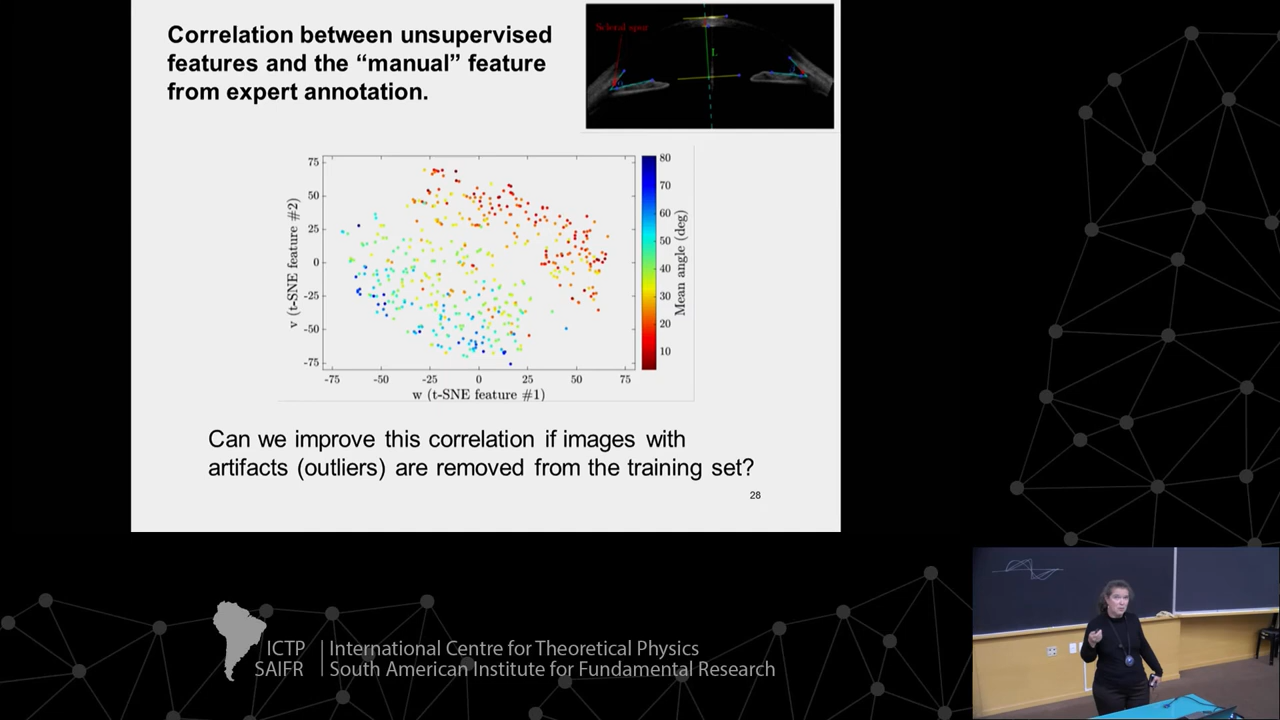 Correlation between unsupervised
features and the “manual” feature
from expert annotation.
Scleral spur
L
75
50
25
0
-25
-50
-75
v (t-SNE feature #2)
-75
-50
-25
0
25
50
75
w (t-SNE feature #1)
80
70
60
50
40
30
20
10
Mean angle (deg)
Can we improve this correlation if images with
artifacts (outliers) are removed from the training set?
28
ICTP
SAIFR
International Centre for Theoretical Physics
South American Institute for Fundamental Research